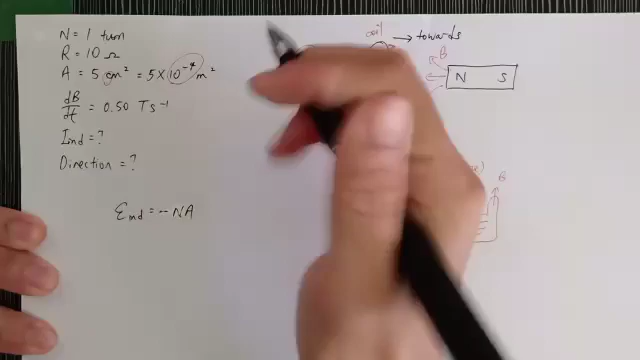 N = 1 turn
R = 10 Ω
A = 5 cm² = 5 × 10⁻⁴ m²
dB/dt = 0.50 T s⁻¹
Iind = ?
Direction = ?
Ɛind = - NA
coil → towards
B
N S
B